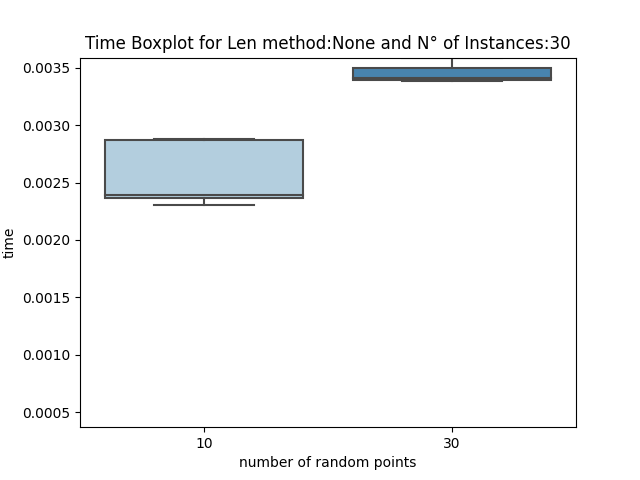 Time Boxplot for Len method:None and N° of Instances:30
0.0035
0.0030
0.0025
0.0020
0.0015
0.0010
0.0005
time
10 30
number of random points